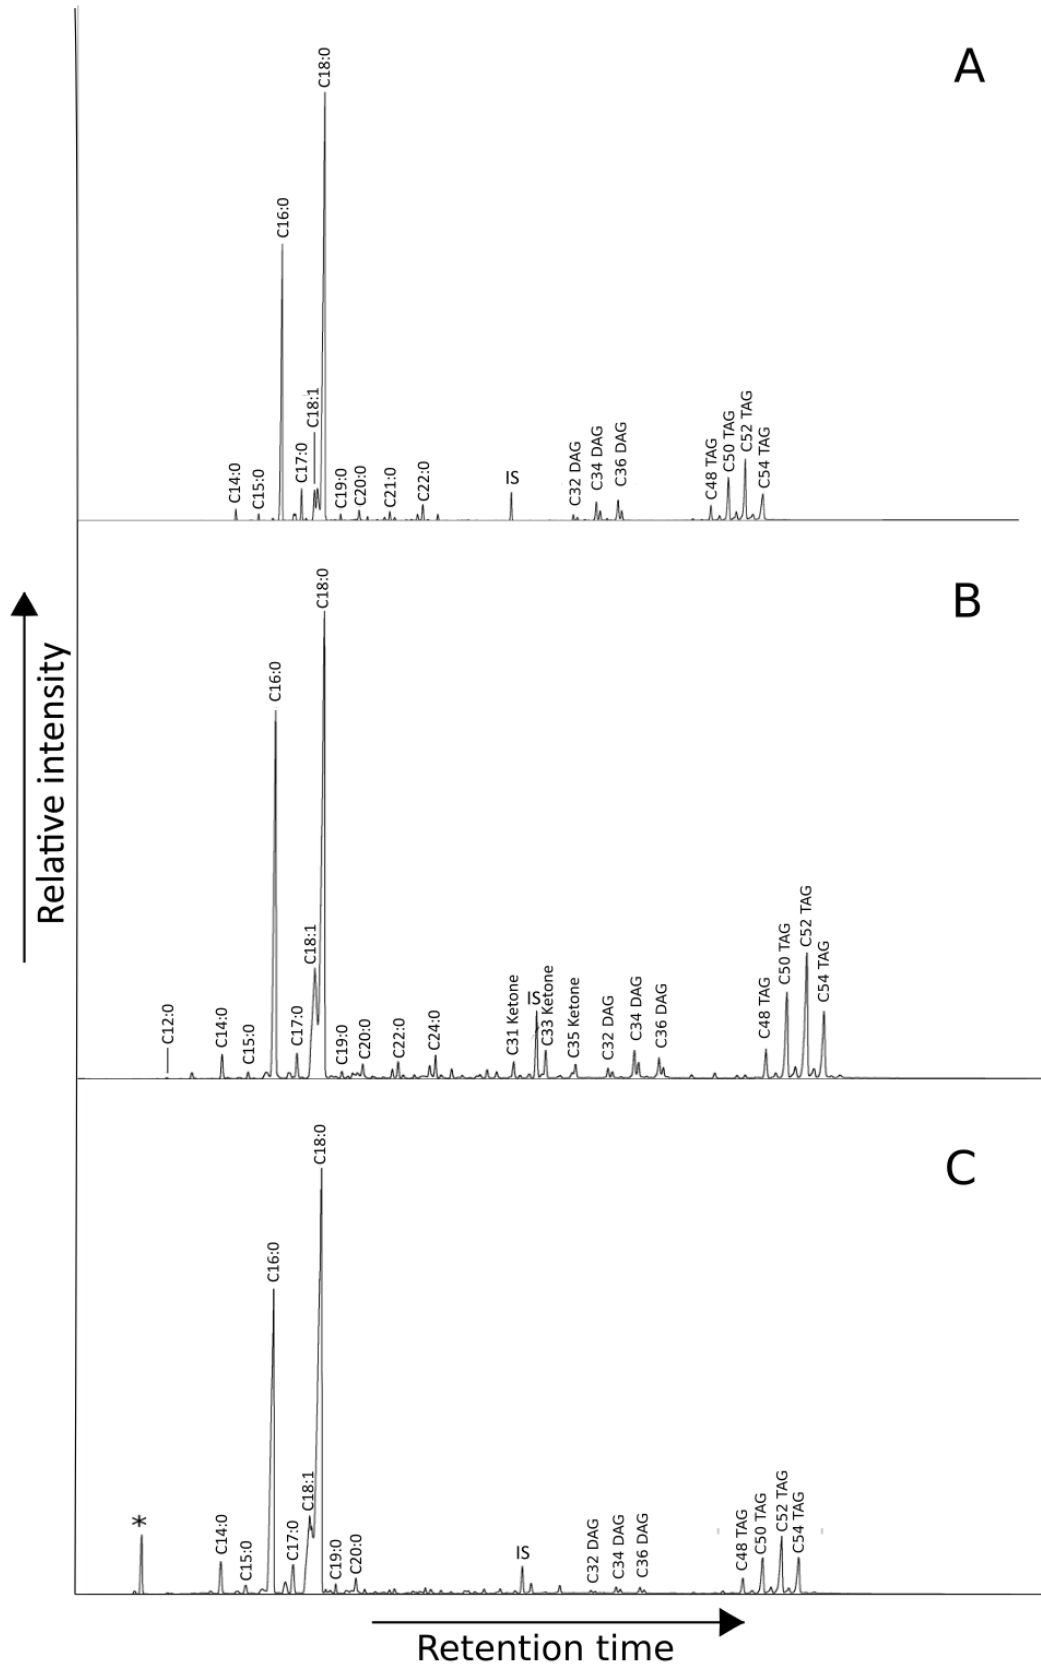 A
C14:0
C15:0
C16:0
C17:0
C18:1
C18:0
C19:0
C20:0
C21:0
C22:0
IS
C32 DAG
C34 DAG
C36 DAG
C48 TAG
C50 TAG
C52 TAG
C54 TAG
B
C12:0
C14:0
C15:0
C16:0
C17:0
C18:1
C18:0
C19:0
C20:0
C22:0
C24:0
C31 Ketone
IS
C33 Ketone
C35 Ketone
C32 DAG
C34 DAG
C36 DAG
C48 TAG
C50 TAG
C52 TAG
C54 TAG
Relative intensity
C
*
C14:0
C15:0
C16:0
C17:0
C18:1
C18:0
C19:0
C20:0
IS
C32 DAG
C34 DAG
C36 DAG
C48 TAG
C50 TAG
C52 TAG
C54 TAG
Retention time